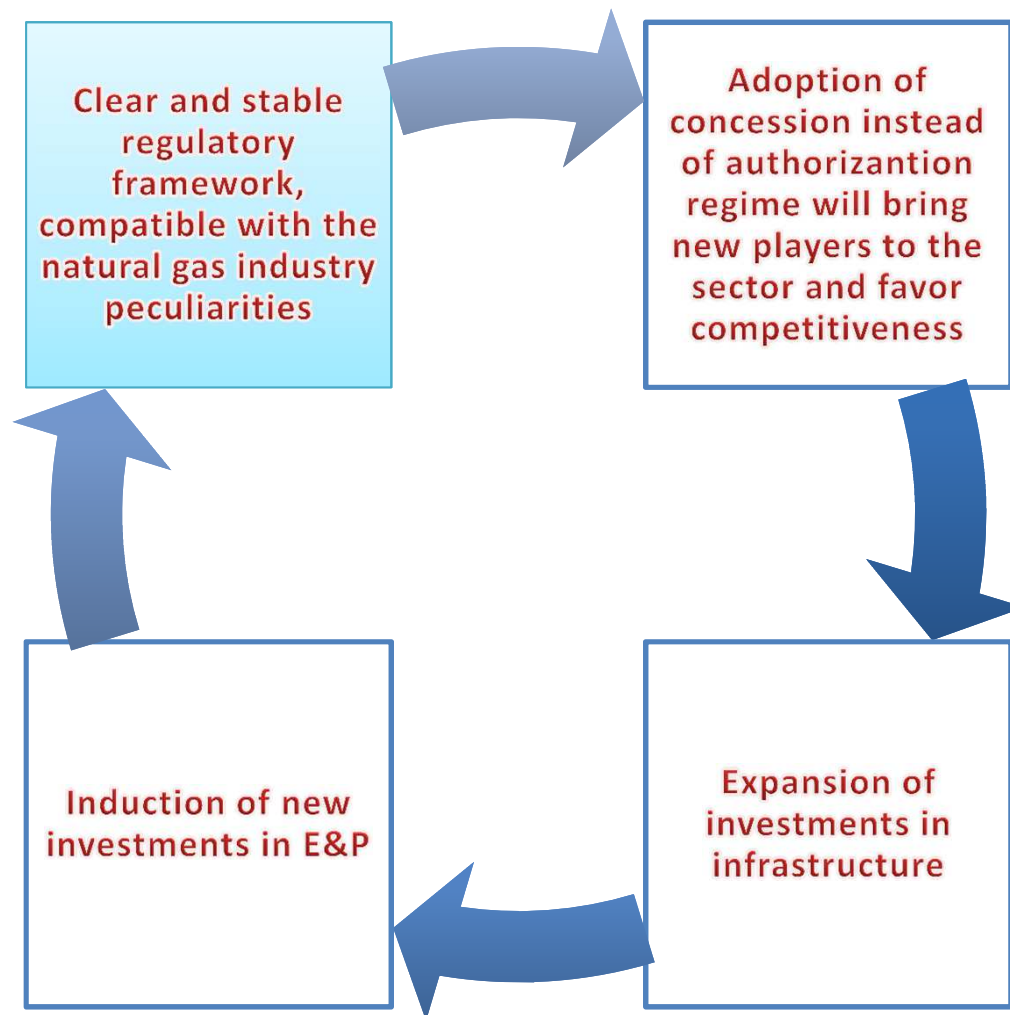 Clear and stable
regulatory
framework,
compatible with the
natural gas industry
peculiarities
Adoption of
concession instead
of authorizantion
regime will bring
new players to the
sector and favor
competitiveness
Expansion of
investments in
infrastructure
Induction of new
investments in E&P